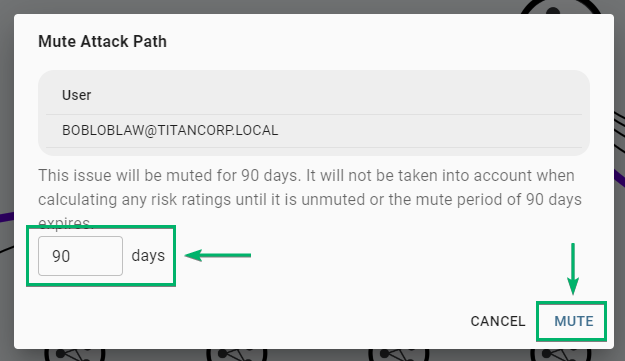 Mute Attack Path
User
BOBLOBLAW@TITANCORP.LOCAL
This issue will be muted for 90 days. It will not be taken into account when
calculating any risk ratings until it is unmuted or the mute period of 90 days
expires.
90 days
CANCEL MUTE